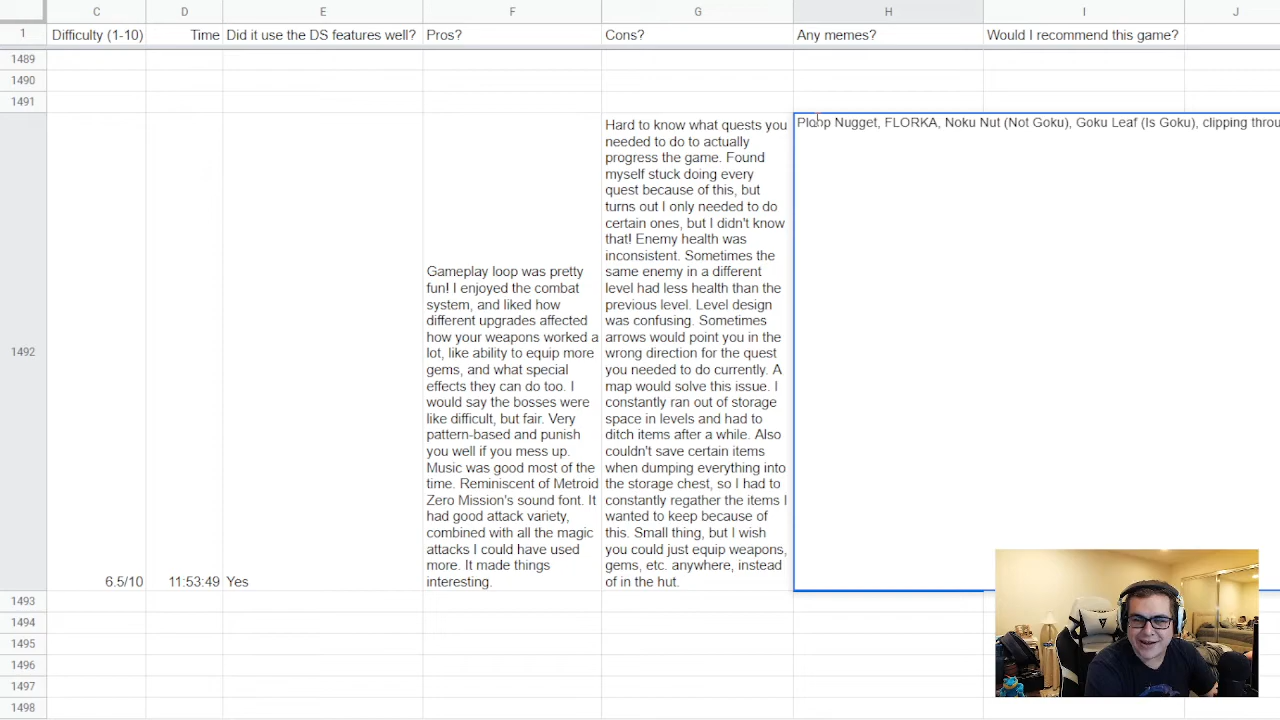 C D E F G H I J
1 Difficulty (1-10) Time Did it use the DS features well? Pros? Cons? Any memes? Would I recommend this game?
1489
1490
1491
1492
6.5/10
11:53:49
Yes
Gameplay loop was pretty
fun! I enjoyed the combat
system, and liked how
different upgrades affected
how your weapons worked a
lot, like ability to equip more
gems, and what special
effects they can do too. I
would say the bosses were
like difficult, but fair. Very
pattern-based and punish
you well if you mess up.
Music was good most of the
time. Reminiscent of Metroid
Zero Mission's sound font. It
had good attack variety,
combined with all the magic
attacks I could have used
more. It made things
interesting.
Hard to know what quests you
needed to do to actually
progress the game. Found
myself stuck doing every
quest because of this, but
turns out I only needed to do
certain ones, but I didn't know
that! Enemy health was
inconsistent. Sometimes the
same enemy in a different
level had less health than the
previous level. Level design
was confusing. Sometimes
arrows would point you in the
wrong direction for the quest
you needed to do currently. A
map would solve this issue. I
constantly ran out of storage
space in levels and had to
ditch items after a while. Also
couldn't save certain items
when dumping everything into
the storage chest, so I had to
constantly regather the items I
wanted to keep because of
this. Small thing, but I wish
you could just equip weapons,
gems, etc. anywhere, instead
of in the hut.
Nugget, FLORKA, Noku Nut (Not Goku), Goku Leaf (Is Goku), clipping throu
1493
1494
1495
1496
1497
1498